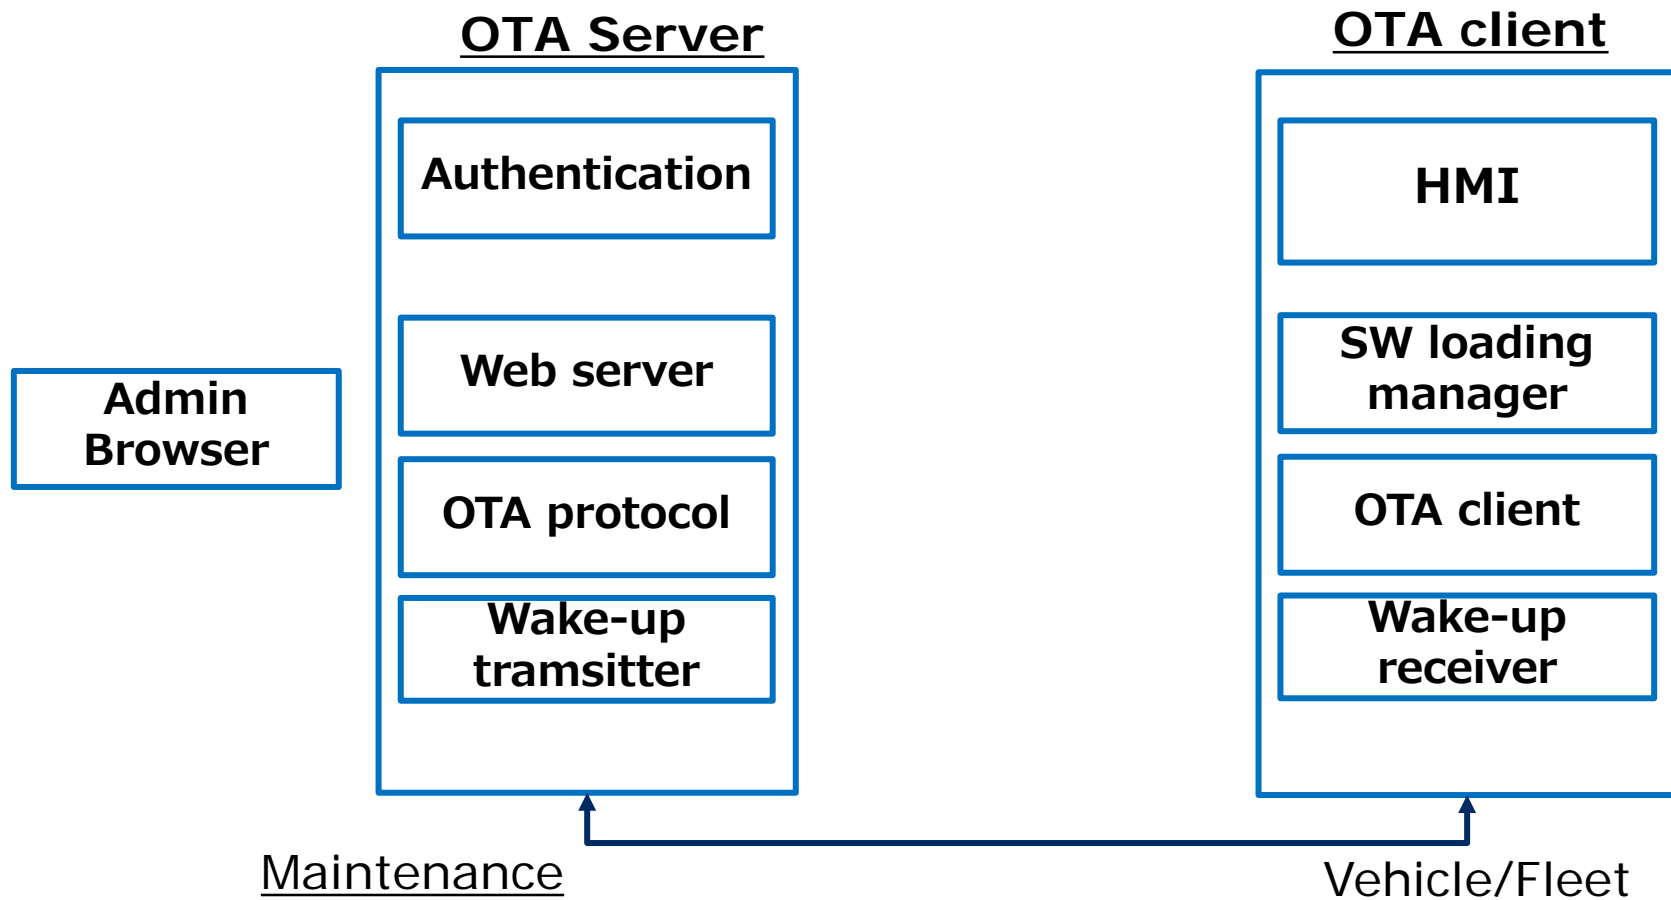 OTA Server
OTA client
Authentication
HMI
Web server
SW loading
manager
Admin
Browser
OTA protocol
OTA client
Wake-up
tramsitter
Wake-up
receiver
Maintenance
Vehicle/Fleet